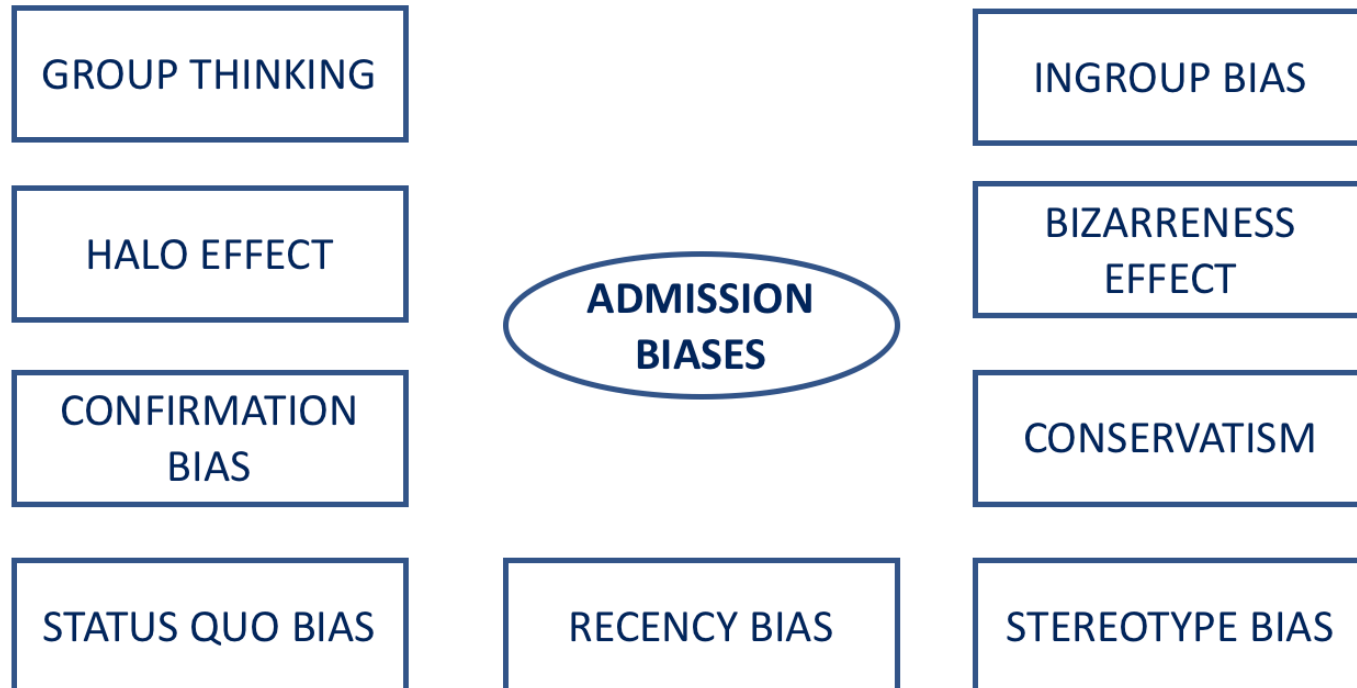 GROUP THINKING
INGROUP BIAS
HALO EFFECT
BIZARRENESS
EFFECT
ADMISSION
BIASES
CONFIRMATION
BIAS
CONSERVATISM
STATUS QUO BIAS
RECENCY BIAS
STEREOTYPE BIAS